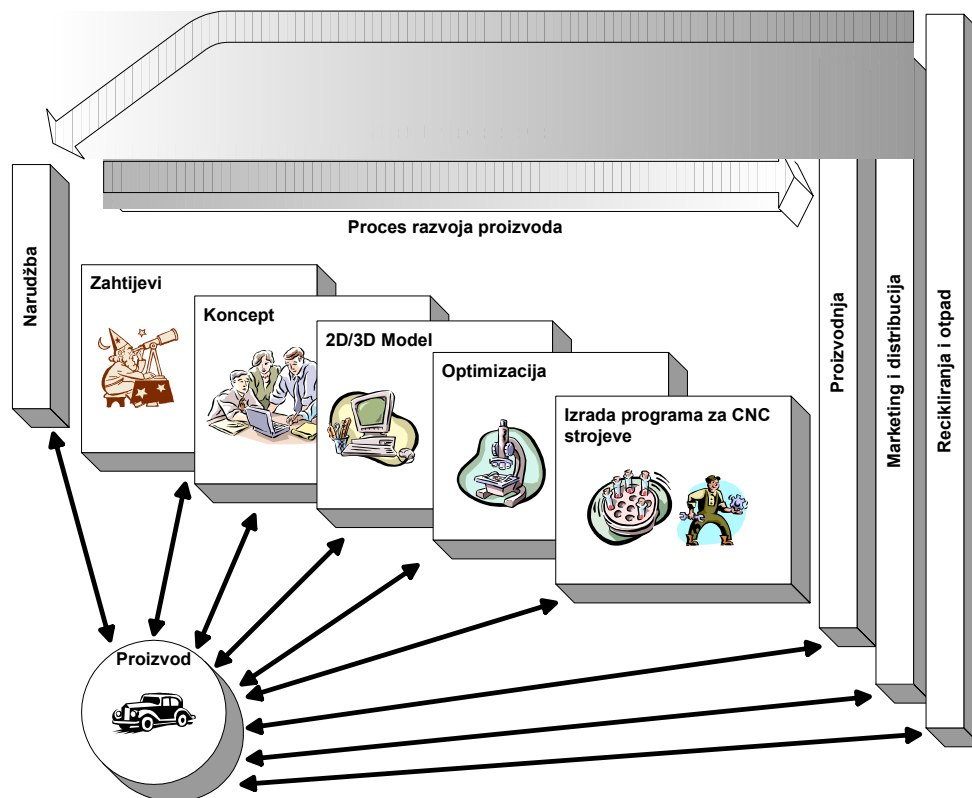 Proces razvoja proizvoda
Narudžba
Zahtijevi
Koncept
2D/3D Model
Optimizacija
Izrada programa za CNC
strojeve
Proizvodnja
Marketing i distribucija
Recikliranja i otpad
Proizvod